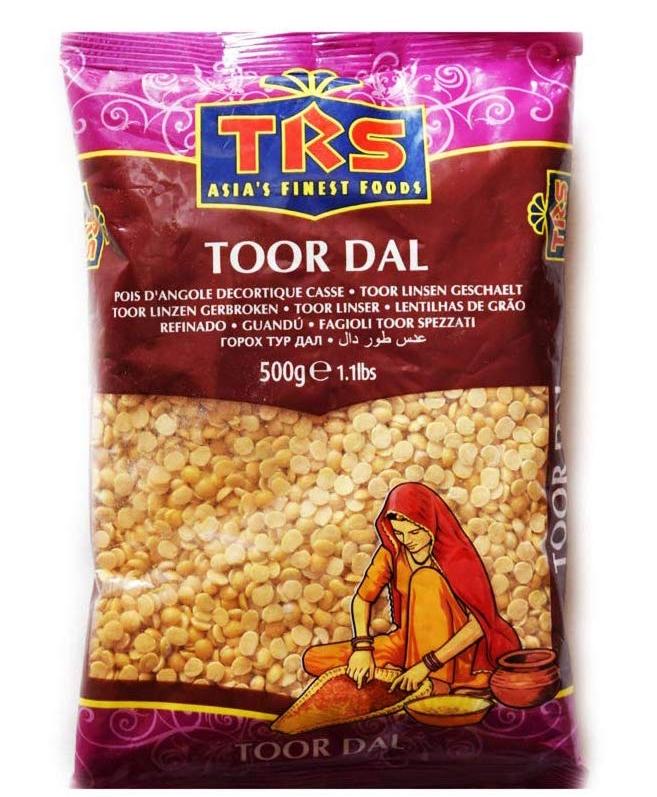 TRS
ASIA'S FINEST FOODS
TRS
TRS
TOOR DAL
POIS D'ANGOLE DECORTIQUE CASSE • TOOR LINSEN GESCHAELT
TOOR LINZEN GERBROKEN • TOOR LINSER • LENTILHAS DE GRÃO
REFINADO • GUANDÚ • FAGIOLI TOOR SPEZZATI
ГОРОХ ТУР ДАЛ • عدس طور دال
500g ℮ 1.1lbs
TOOR DAL
TOOR DAL